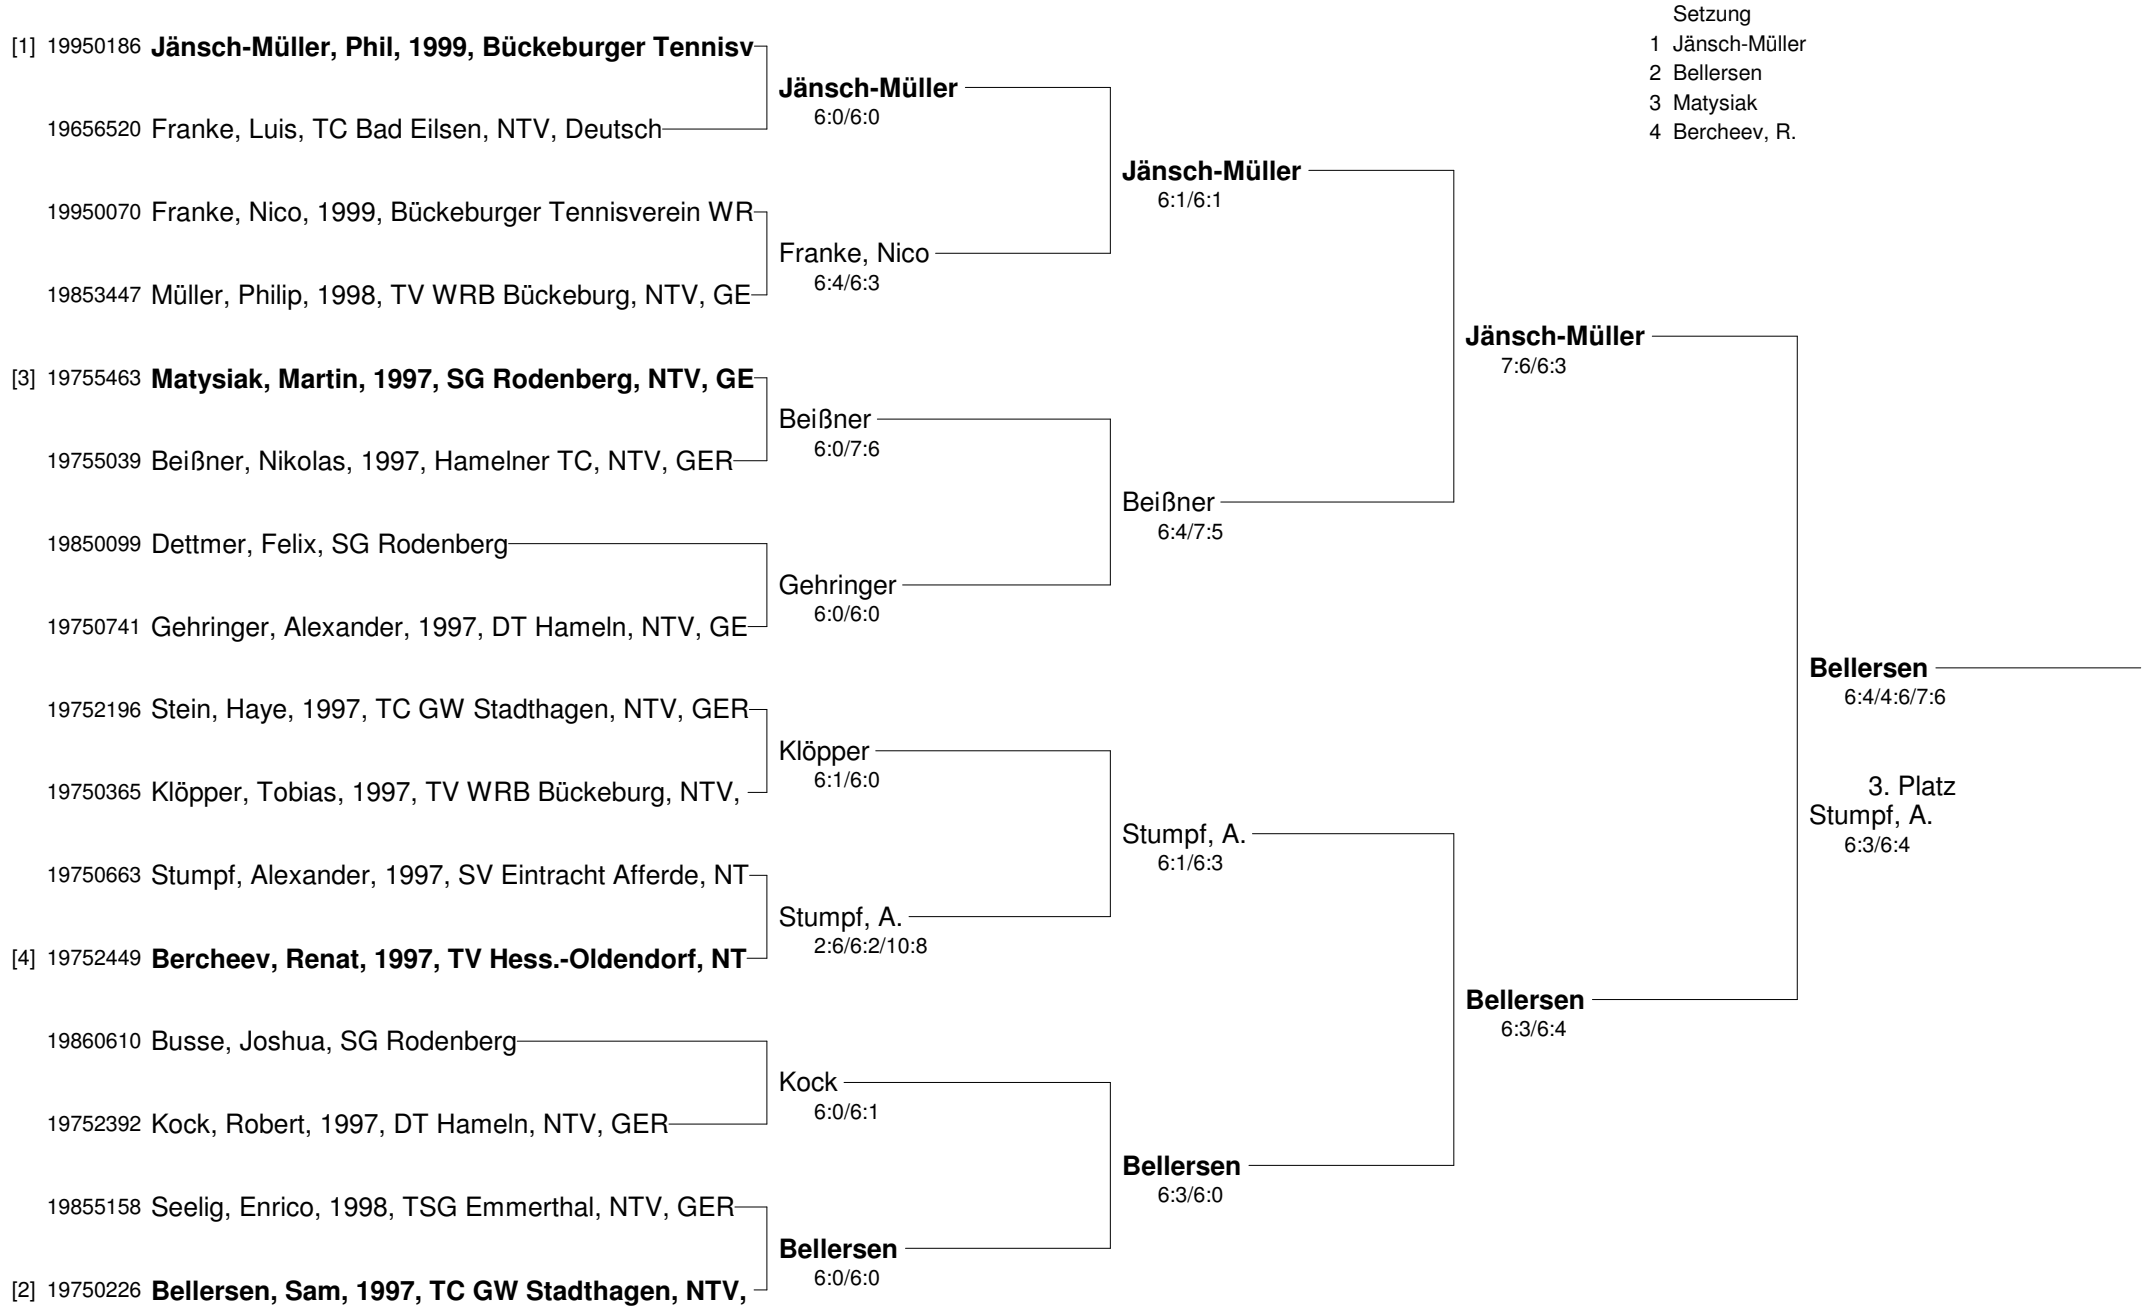 Setzung
1 Jänsch-Müller
2 Bellersen
3 Matysiak
4 Bercheev, R.
[1] 19950186 Jänsch-Müller, Phil, 1999, Bückeburger Tennisv
19656520 Franke, Luis, TC Bad Eilsen, NTV, Deutsch
19950070 Franke, Nico, 1999, Bückeburger Tennisverein WR
19853447 Müller, Philip, 1998, TV WRB Bückeburg, NTV, GE
[3] 19755463 Matysiak, Martin, 1997, SG Rodenberg, NTV, GE
19755039 Beißner, Nikolas, 1997, Hamelner TC, NTV, GER
19850099 Dettmer, Felix, SG Rodenberg
19750741 Gehringer, Alexander, 1997, DT Hameln, NTV, GE
19752196 Stein, Haye, 1997, TC GW Stadthagen, NTV, GER
19750365 Klöpper, Tobias, 1997, TV WRB Bückeburg, NTV,
19750663 Stumpf, Alexander, 1997, SV Eintracht Afferde, NT
[4] 19752449 Bercheev, Renat, 1997, TV Hess.-Oldendorf, NT
19860610 Busse, Joshua, SG Rodenberg
19752392 Kock, Robert, 1997, DT Hameln, NTV, GER
19855158 Seelig, Enrico, 1998, TSG Emmerthal, NTV, GER
[2] 19750226 Bellersen, Sam, 1997, TC GW Stadthagen, NTV,
Jänsch-Müller
6:0/6:0
Franke, Nico
6:4/6:3
Beißner
6:0/7:6
Gehringer
6:0/6:0
Klöpper
6:1/6:0
Stumpf, A.
2:6/6:2/10:8
Kock
6:0/6:1
Bellersen
6:0/6:0
Jänsch-Müller
6:1/6:1
Beißner
6:4/7:5
Stumpf, A.
6:1/6:3
Bellersen
6:3/6:0
Jänsch-Müller
7:6/6:3
Bellersen
6:3/6:4
Bellersen
6:4/4:6/7:6
3. Platz
Stumpf, A.
6:3/6:4